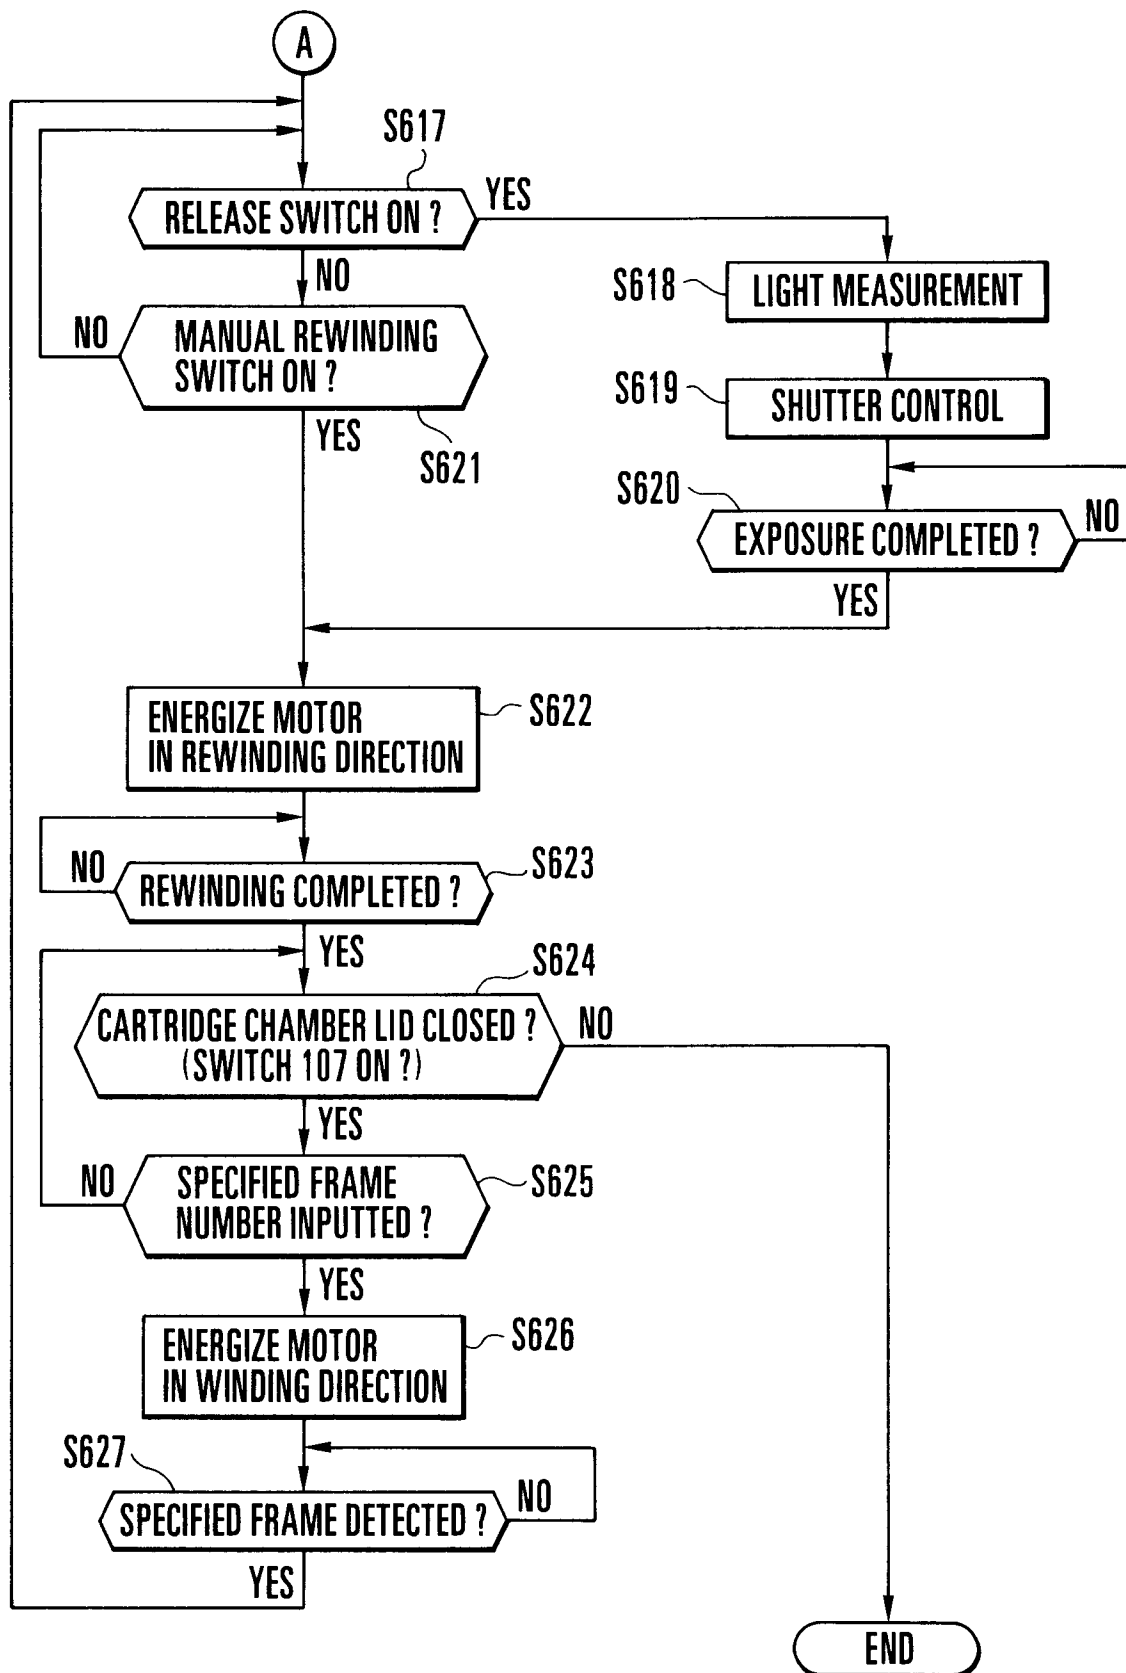 A
S617
RELEASE SWITCH ON ?
YES
NO
S618
LIGHT MEASUREMENT
NO
MANUAL REWINDING
SWITCH ON ?
S619
SHUTTER CONTROL
YES
S621
S620
EXPOSURE COMPLETED ?
NO
YES
ENERGIZE MOTOR
IN REWINDING DIRECTION
S622
NO
REWINDING COMPLETED ?
S623
YES
S624
CARTRIDGE CHAMBER LID CLOSED ?
(SWITCH 107 ON ?)
NO
YES
NO
SPECIFIED FRAME
NUMBER INPUTTED ?
S625
YES
ENERGIZE MOTOR
IN WINDING DIRECTION
S626
S627
SPECIFIED FRAME DETECTED ?
NO
YES
END